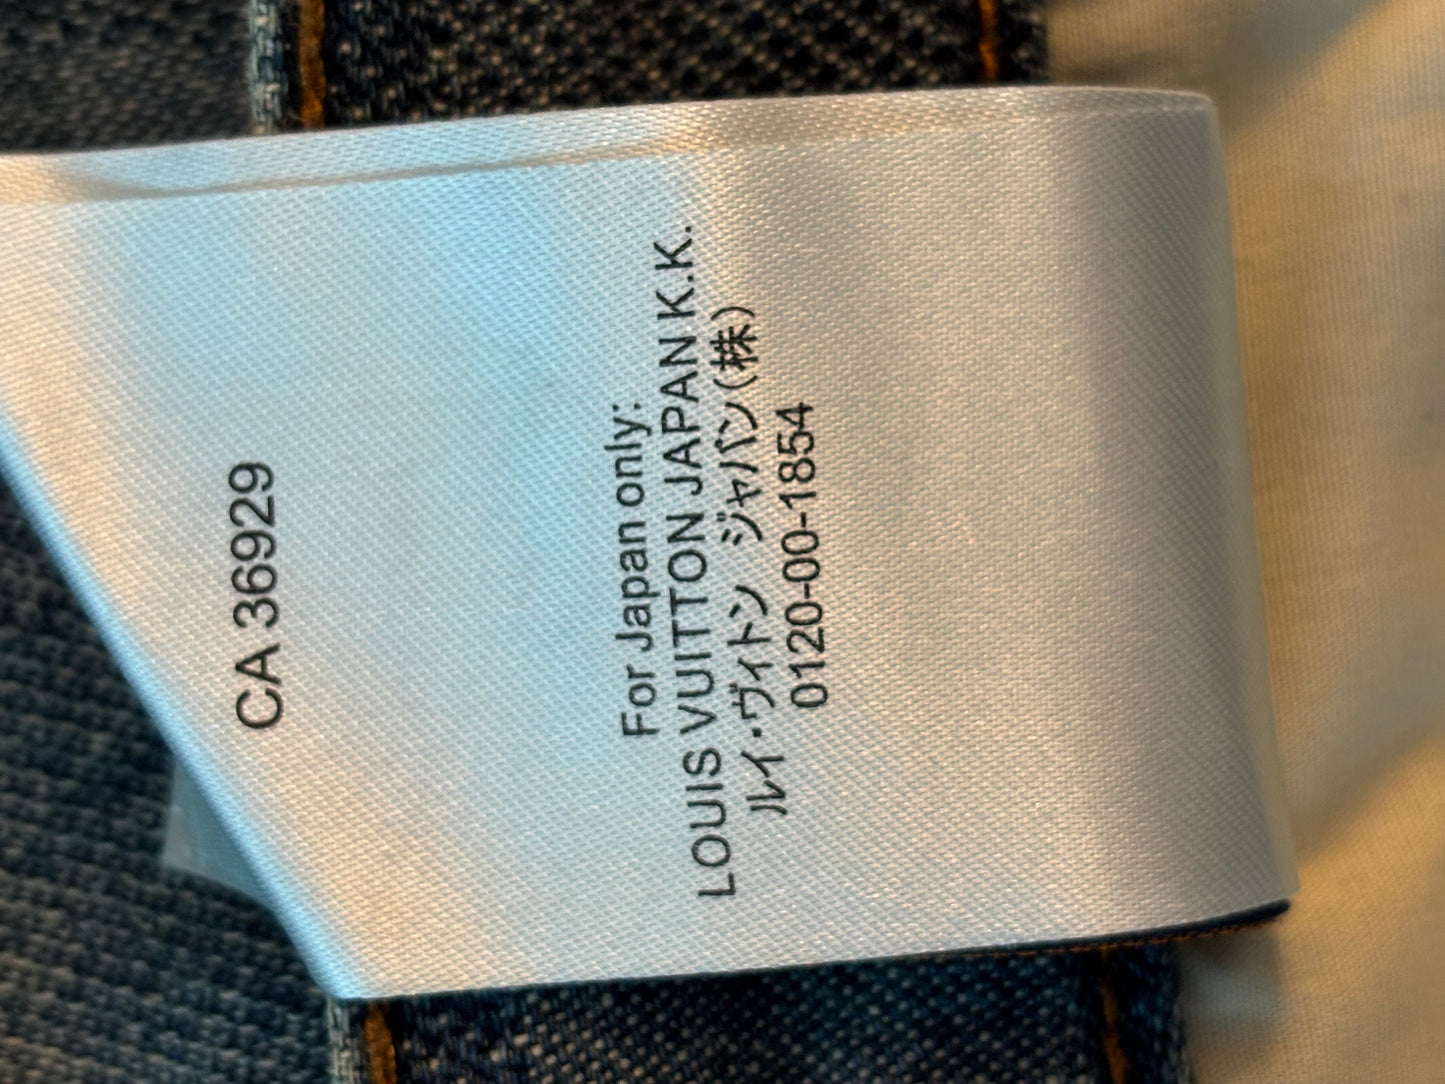 CA 36929
For Japan only:
LOUIS VUITTON JAPAN K.K.
ルイ・ヴィトン ジャパン(株)
0120-00-1854